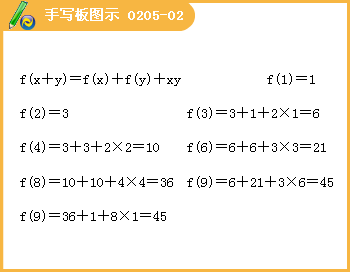 手写板图示 0205-02
f(x+y)=f(x)+f(y)+xy f(1)=1
f(2)=3 f(3)=3+1+2×1=6
f(4)=3+3+2×2=10 f(6)=6+6+3×3=21
f(8)=10+10+4×4=36 f(9)=6+21+3×6=45
f(9)=36+1+8×1=45